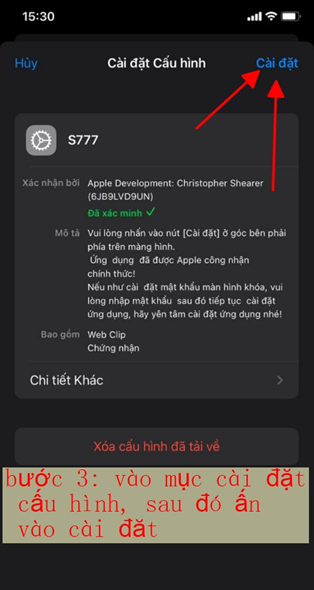 15:30
Hủy
Cài đặt Cấu hình
Cài đặt
S777
Xác nhận bởi
Apple Development: Christopher Shearer
(6JB9LVD9UN)
Đã xác minh ✓
Mô tả
Vui lòng nhấn vào nút [Cài đặt] ở góc bên phải
phía trên màng hình.
Ứng dụng đã được Apple công nhận
chính thức!
Nếu như cài đặt mật khẩu màn hình khóa, vui
lòng nhập mật khẩu sau đó tiếp tục cài đặt
ứng dụng, hãy yên tâm cài đặt ứng dụng nhé!
Bao gồm
Web Clip
Chứng nhận
Chi tiết Khác
Xóa cấu hình đã tải về
bước 3: vào mục cài đặt
cấu hình, sau đó ấn
vào cài đăt